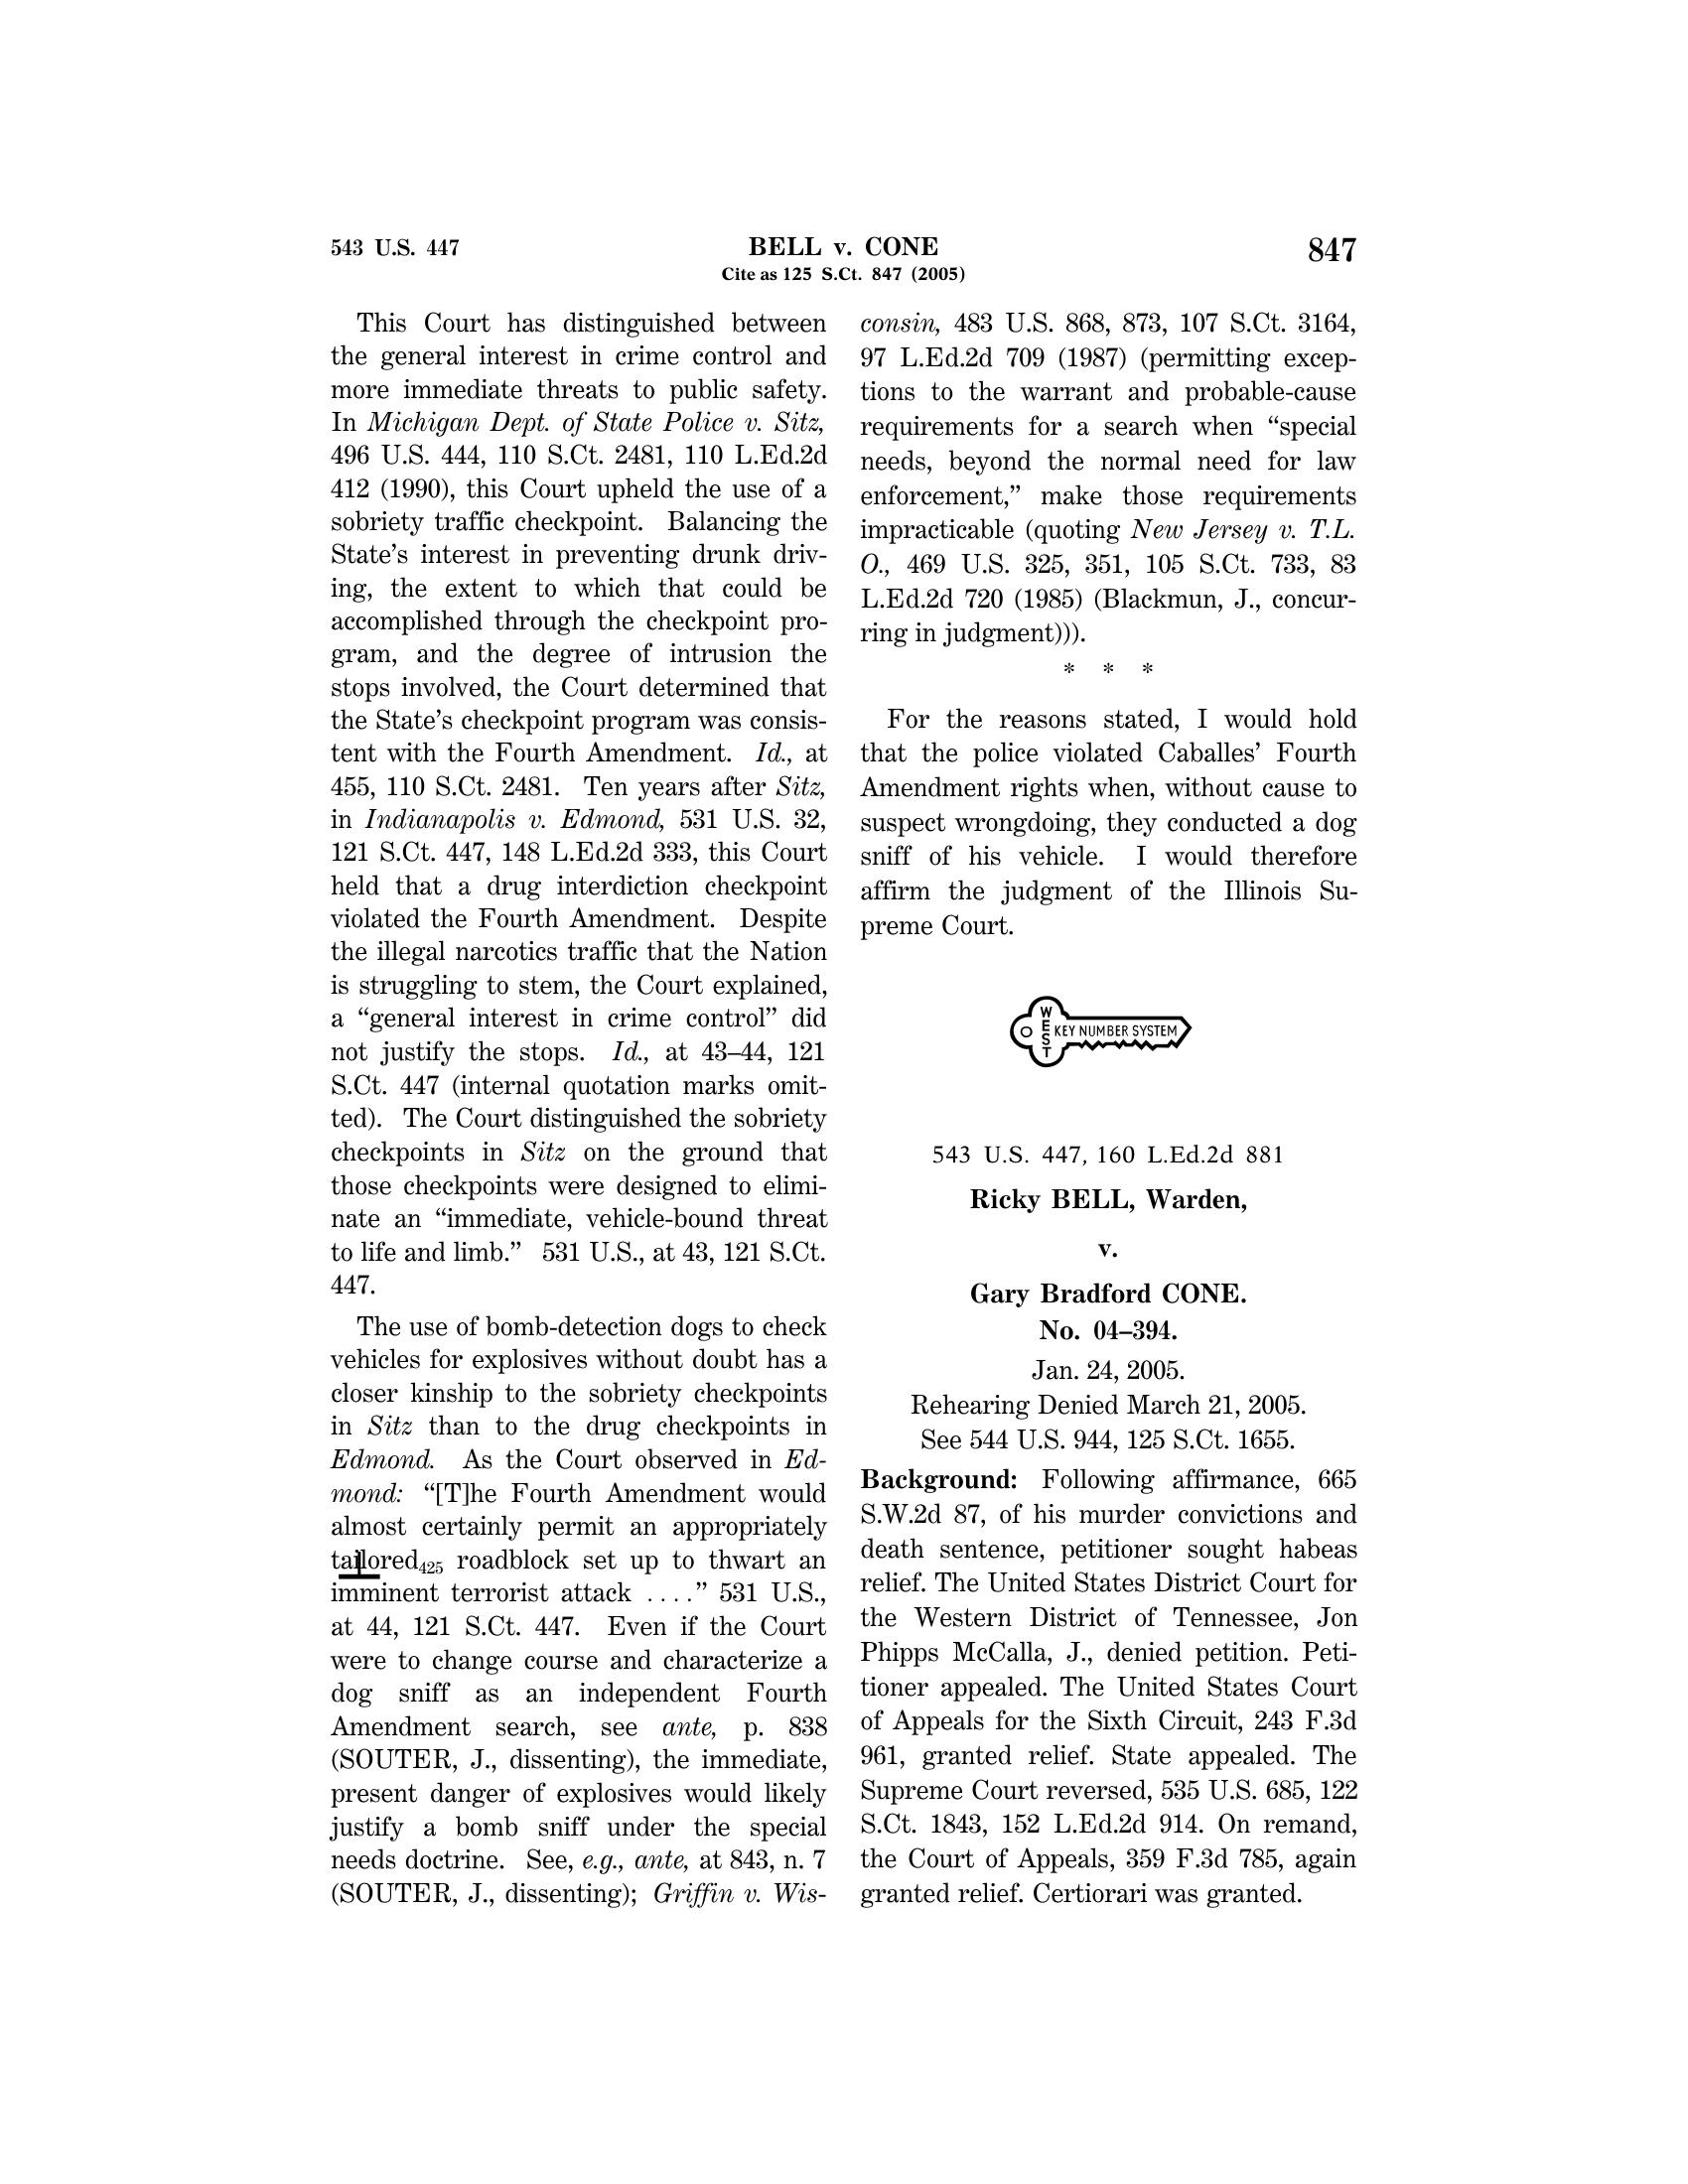 543 U.S. 447
BELL v. CONE
847
Cite as 125 S.Ct. 847 (2005)
This Court has distinguished between
the general interest in crime control and
more immediate threats to public safety.
In Michigan Dept. of State Police v. Sitz,
496 U.S. 444, 110 S.Ct. 2481, 110 L.Ed.2d
412 (1990), this Court upheld the use of a
sobriety traffic checkpoint. Balancing the
State's interest in preventing drunk driv-
ing, the extent to which that could be
accomplished through the checkpoint pro-
gram, and the degree of intrusion the
stops involved, the Court determined that
the State's checkpoint program was consis-
tent with the Fourth Amendment. Id., at
455, 110 S.Ct. 2481. Ten years after Sitz,
in Indianapolis v. Edmond, 531 U.S. 32,
121 S.Ct. 447, 148 L.Ed.2d 333, this Court
held that a drug interdiction checkpoint
violated the Fourth Amendment. Despite
the illegal narcotics traffic that the Nation
is struggling to stem, the Court explained,
a “general interest in crime control” did
not justify the stops. Id., at 43–44, 121
S.Ct. 447 (internal quotation marks omit-
ted). The Court distinguished the sobriety
checkpoints in Sitz on the ground that
those checkpoints were designed to elimi-
nate an “immediate, vehicle-bound threat
to life and limb.” 531 U.S., at 43, 121 S.Ct.
447.
The use of bomb-detection dogs to check
vehicles for explosives without doubt has a
closer kinship to the sobriety checkpoints
in Sitz than to the drug checkpoints in
Edmond. As the Court observed in Ed-
mond: “[T]he Fourth Amendment would
almost certainly permit an appropriately
tailored425 roadblock set up to thwart an
imminent terrorist attack ....” 531 U.S.,
at 44, 121 S.Ct. 447. Even if the Court
were to change course and characterize a
dog sniff as an independent Fourth
Amendment search, see ante, p. 838
(SOUTER, J., dissenting), the immediate,
present danger of explosives would likely
justify a bomb sniff under the special
needs doctrine. See, e.g., ante, at 843, n. 7
(SOUTER, J., dissenting); Griffin v. Wis-
consin, 483 U.S. 868, 873, 107 S.Ct. 3164,
97 L.Ed.2d 709 (1987) (permitting excep-
tions to the warrant and probable-cause
requirements for a search when “special
needs, beyond the normal need for law
enforcement,” make those requirements
impracticable (quoting New Jersey v. T.L.
O., 469 U.S. 325, 351, 105 S.Ct. 733, 83
L.Ed.2d 720 (1985) (Blackmun, J., concur-
ring in judgment))).
* * *
For the reasons stated, I would hold
that the police violated Caballes' Fourth
Amendment rights when, without cause to
suspect wrongdoing, they conducted a dog
sniff of his vehicle. I would therefore
affirm the judgment of the Illinois Su-
preme Court.
WEST KEY NUMBER SYSTEM
543 U.S. 447, 160 L.Ed.2d 881
Ricky BELL, Warden,
v.
Gary Bradford CONE.
No. 04–394.
Jan. 24, 2005.
Rehearing Denied March 21, 2005.
See 544 U.S. 944, 125 S.Ct. 1655.
Background: Following affirmance, 665
S.W.2d 87, of his murder convictions and
death sentence, petitioner sought habeas
relief. The United States District Court for
the Western District of Tennessee, Jon
Phipps McCalla, J., denied petition. Peti-
tioner appealed. The United States Court
of Appeals for the Sixth Circuit, 243 F.3d
961, granted relief. State appealed. The
Supreme Court reversed, 535 U.S. 685, 122
S.Ct. 1843, 152 L.Ed.2d 914. On remand,
the Court of Appeals, 359 F.3d 785, again
granted relief. Certiorari was granted.